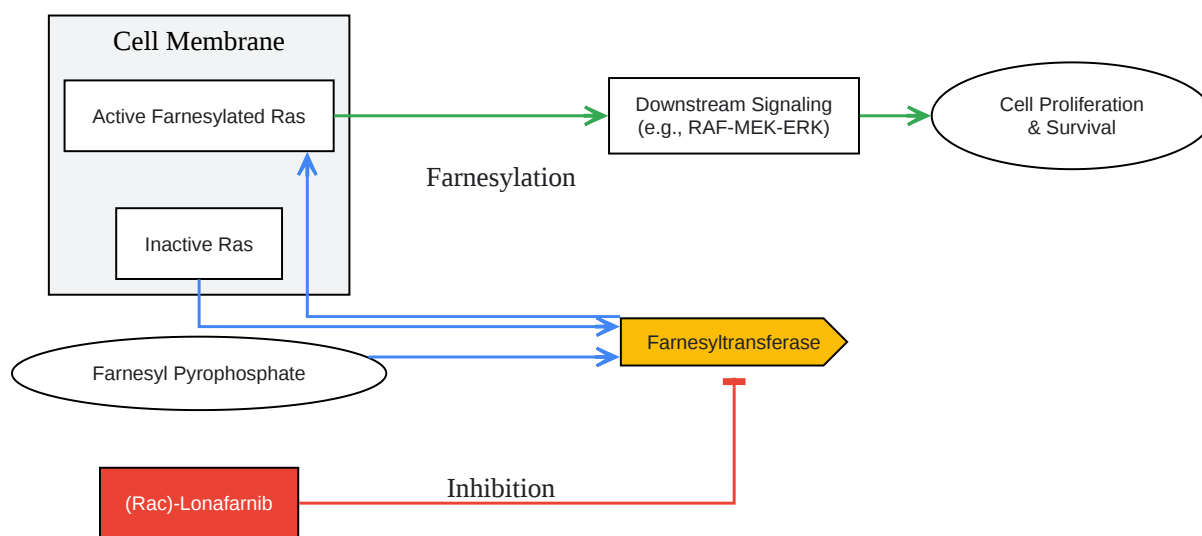 Cell Membrane
Active Farnesylated Ras
Downstream Signaling
(e.g., RAF-MEK-ERK)
Cell Proliferation
& Survival
Farnesylation
Inactive Ras
Farnesyltransferase
Farnesyl Pyrophosphate
(Rac)-Lonafarnib
Inhibition